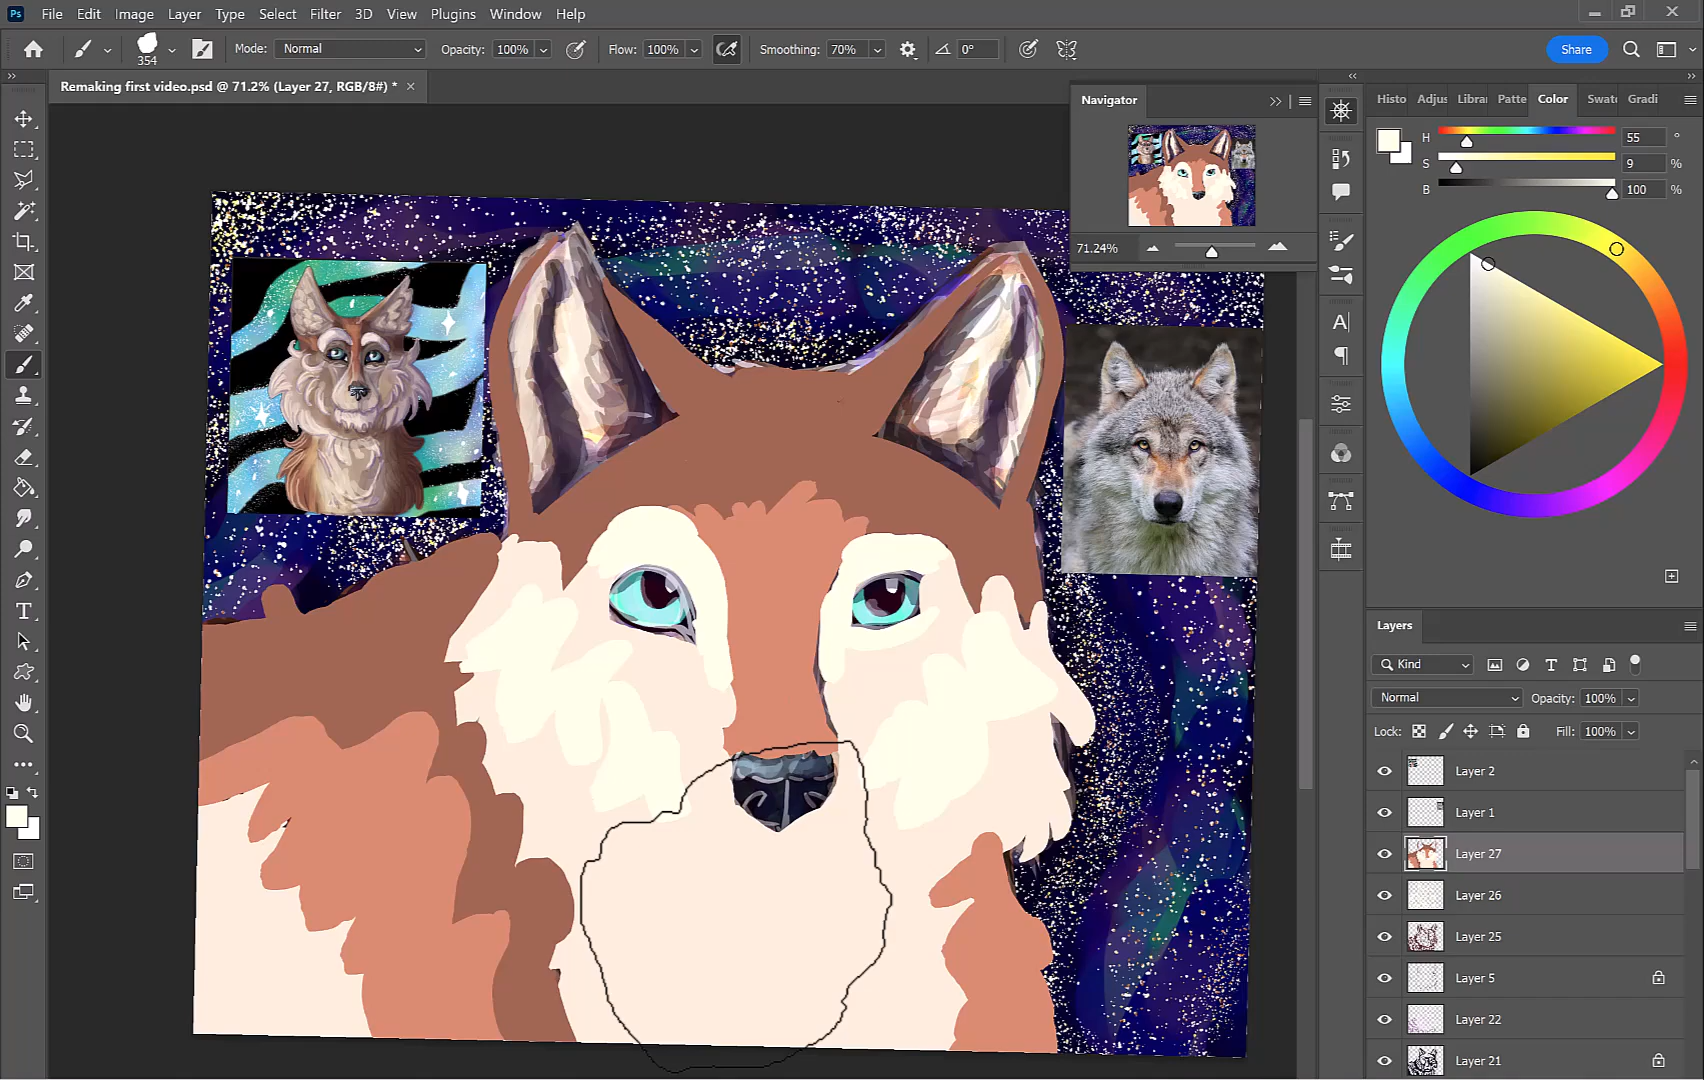 Ps File Edit Image Layer Type Select Filter 3D View Plugins Window Help
354 Mode: Normal Opacity: 100% Flow: 100% Smoothing: 70% 0° Share
Remaking first video.psd @ 71.2% (Layer 27, RGB/8#) * ×
Navigator
71.24%
Histo Adjus Libra Patte Color Swatc Gradi
H 55 °
S 9 %
B 100 %
Layers
Kind
Normal Opacity: 100%
Lock: Fill: 100%
Layer 2
Layer 1
Layer 27
Layer 26
Layer 25
Layer 5
Layer 22
Layer 21